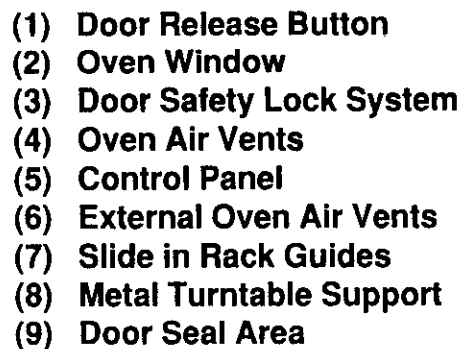 (1) Door Release Button
(2) Oven Window
(3) Door Safety Lock System
(4) Oven Air Vents
(5) Control Panel
(6) External Oven Air Vents
(7) Slide in Rack Guides
(8) Metal Turntable Support
(9) Door Seal Area